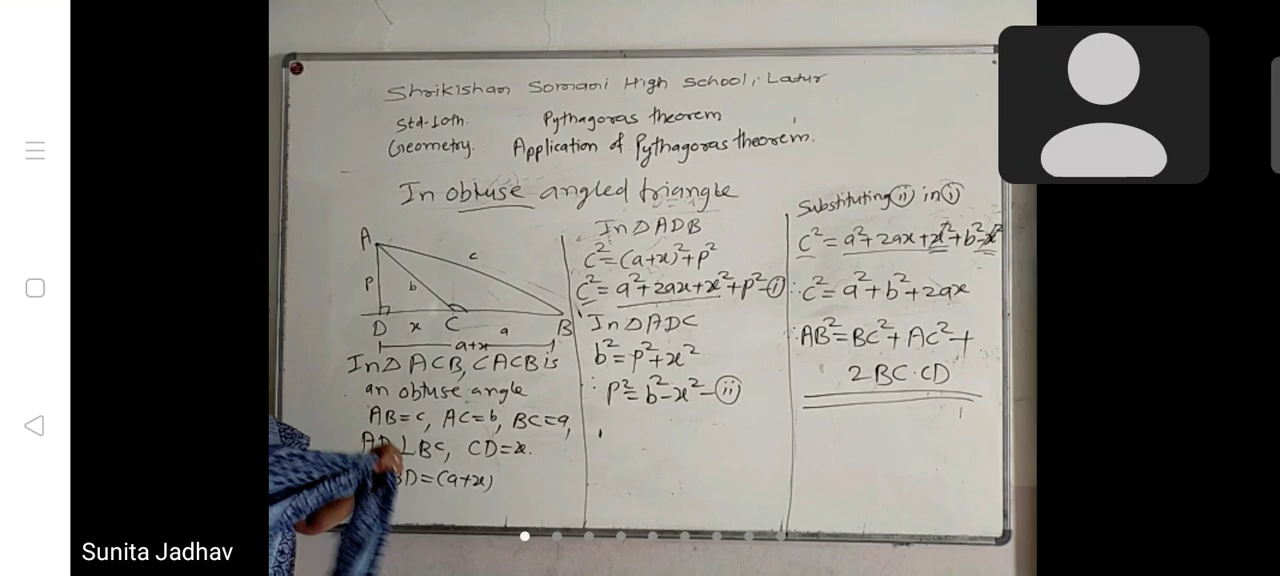 Shrikishan Somani High School, Latur
Std-10th. Pythagoras theorem
Geometry. Application of Pythagoras theorem.
In obtuse angled triangle
A
c
P
b
D x C a B
a+x
In △ ACB, ∠ACB is
an obtuse angle
AB=c, AC=b, BC=a,
AD⊥BC, CD=x.
BD=(a+x)
In △ADB
c²=(a+x)²+p²
c²=a²+2ax+x²+p²-ⓘ
In △ADC
b²=p²+x²
∴ p²=b²-x²-ⓘⓘ
Substituting ⓘⓘ in ⓘ
c²=a²+2ax+x²+b²-x²
∴ c²=a²+b²+2ax
∴ AB²=BC²+AC²+
2BC·CD
Sunita Jadhav